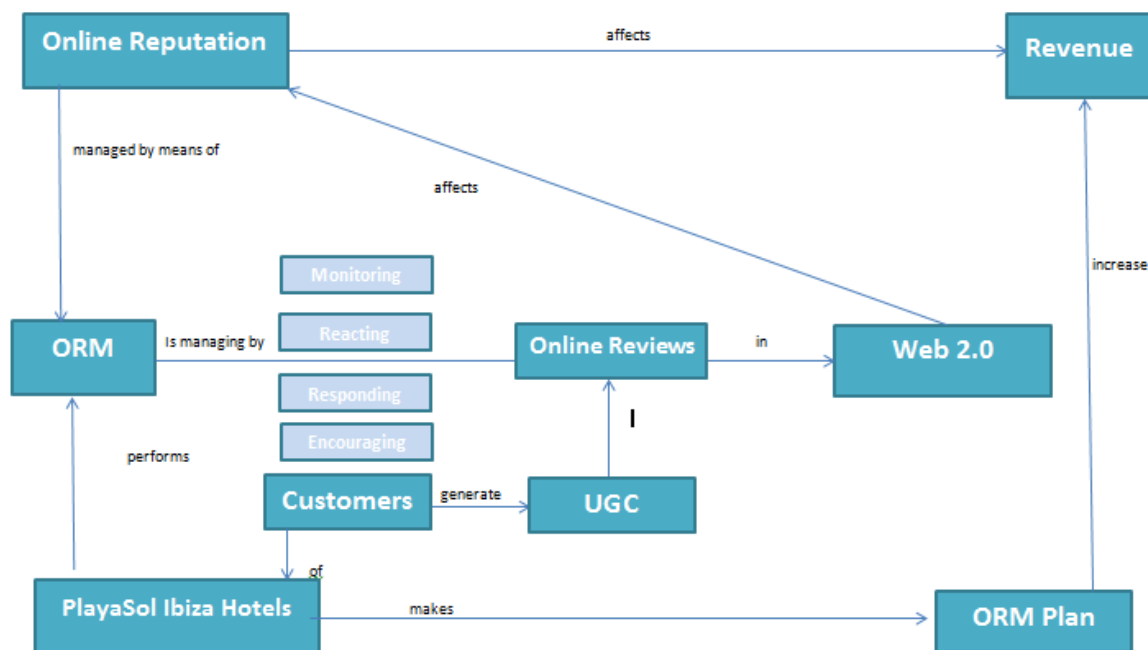 Online Reputation
affects
Revenue
managed by means of
affects
increase
Monitoring
ORM
Is managing by
Reacting
Online Reviews
in
Web 2.0
Responding
I
Encouraging
performs
Customers
generate
UGC
of
PlayaSol Ibiza Hotels
makes
ORM Plan